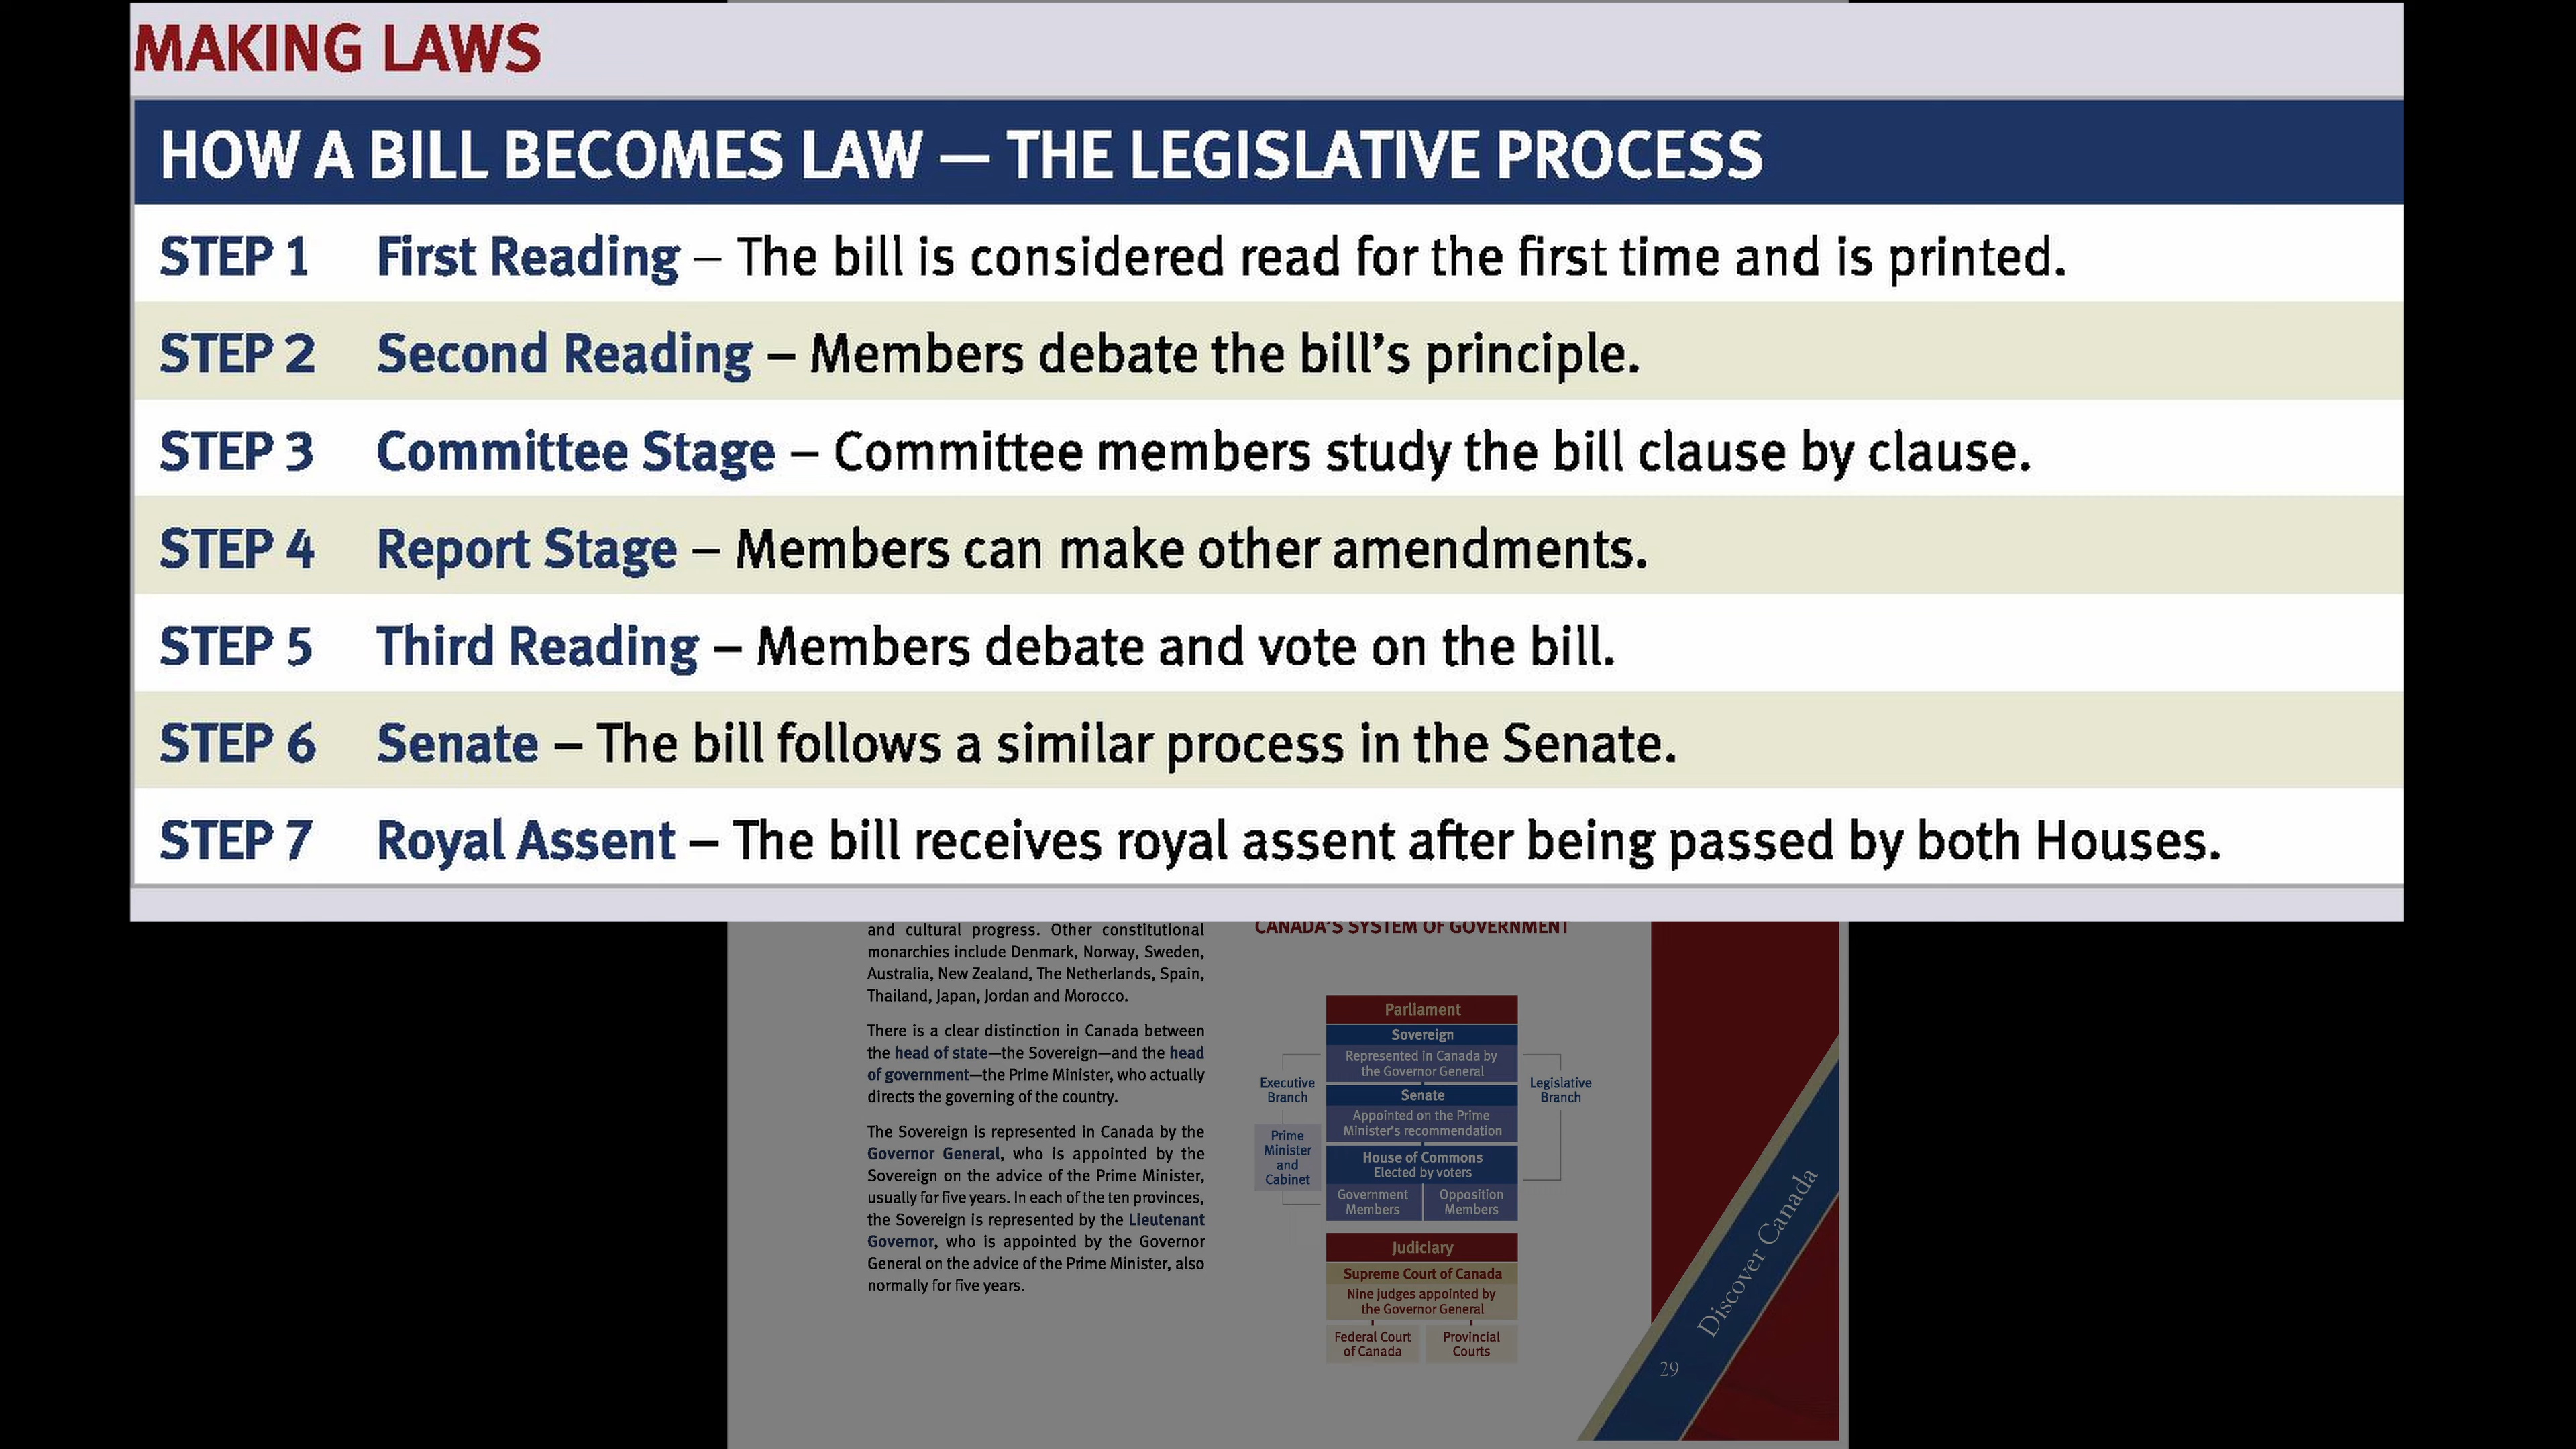 MAKING LAWS
HOW A BILL BECOMES LAW — THE LEGISLATIVE PROCESS
STEP 1 First Reading – The bill is considered read for the first time and is printed.
STEP 2 Second Reading – Members debate the bill’s principle.
STEP 3 Committee Stage – Committee members study the bill clause by clause.
STEP 4 Report Stage – Members can make other amendments.
STEP 5 Third Reading – Members debate and vote on the bill.
STEP 6 Senate – The bill follows a similar process in the Senate.
STEP 7 Royal Assent – The bill receives royal assent after being passed by both Houses.
and cultural progress. Other constitutional
monarchies include Denmark, Norway, Sweden,
Australia, New Zealand, The Netherlands, Spain,
Thailand, Japan, Jordan and Morocco.
There is a clear distinction in Canada between
the head of state—the Sovereign—and the head
of government—the Prime Minister, who actually
directs the governing of the country.
The Sovereign is represented in Canada by the
Governor General, who is appointed by the
Sovereign on the advice of the Prime Minister,
usually for five years. In each of the ten provinces,
the Sovereign is represented by the Lieutenant
Governor, who is appointed by the Governor
General on the advice of the Prime Minister, also
normally for five years.
CANADA’S SYSTEM OF GOVERNMENT
Parliament
Sovereign
Represented in Canada by
the Governor General
Executive
Branch
Legislative
Branch
Senate
Appointed on the Prime
Minister’s recommendation
Prime
Minister
and
Cabinet
House of Commons
Elected by voters
Government
Members
Opposition
Members
Judiciary
Supreme Court of Canada
Nine judges appointed by
the Governor General
Federal Court
of Canada
Provincial
Courts
Discover Canada
29